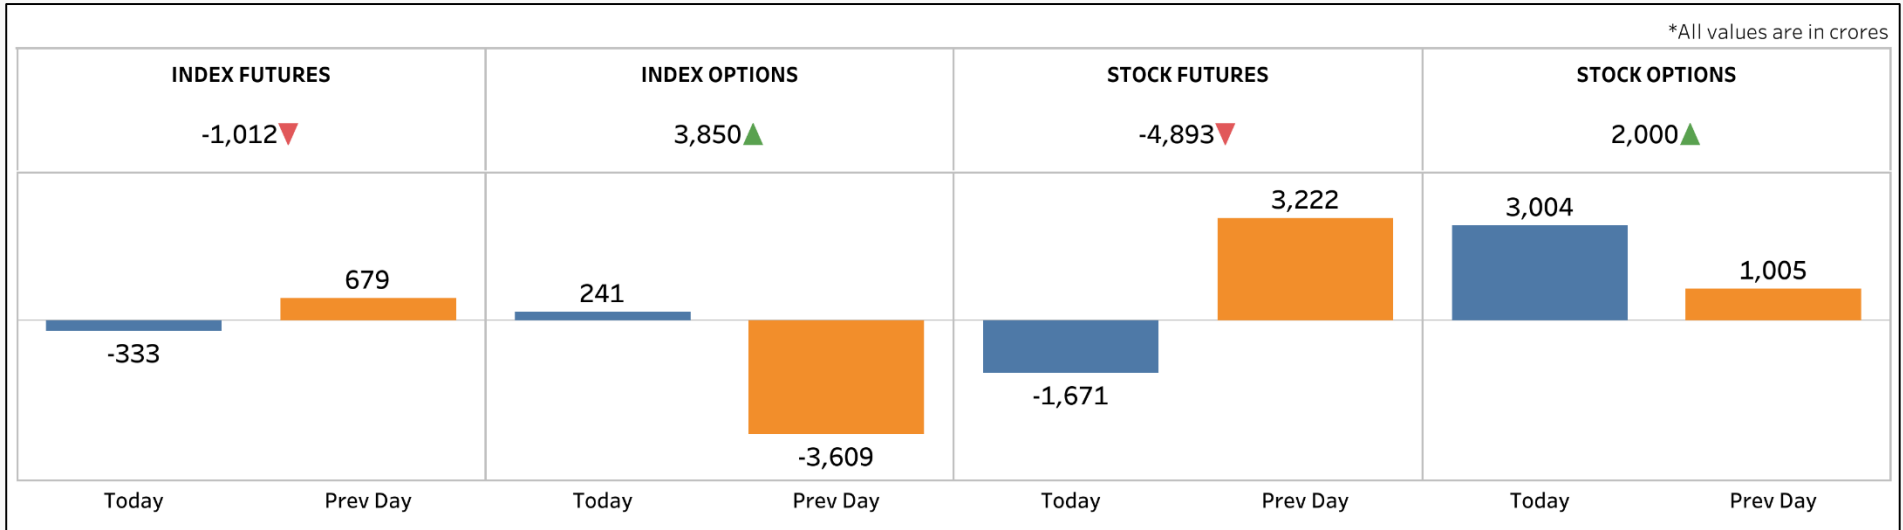 *All values are in crores
INDEX FUTURES
INDEX OPTIONS
STOCK FUTURES
STOCK OPTIONS
-1,012▼
3,850▲
-4,893▼
2,000▲
-333
679
241
-3,609
-1,671
3,222
3,004
1,005
Today
Prev Day
Today
Prev Day
Today
Prev Day
Today
Prev Day